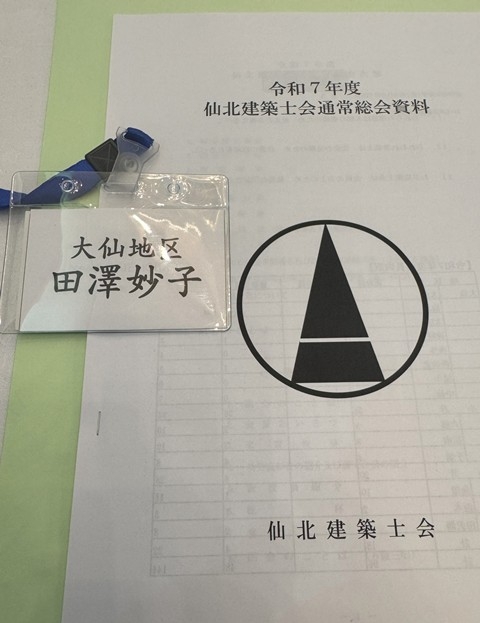 令和７年度
仙北建築士会通常総会資料
大仙地区
田澤妙子
仙北建築士会